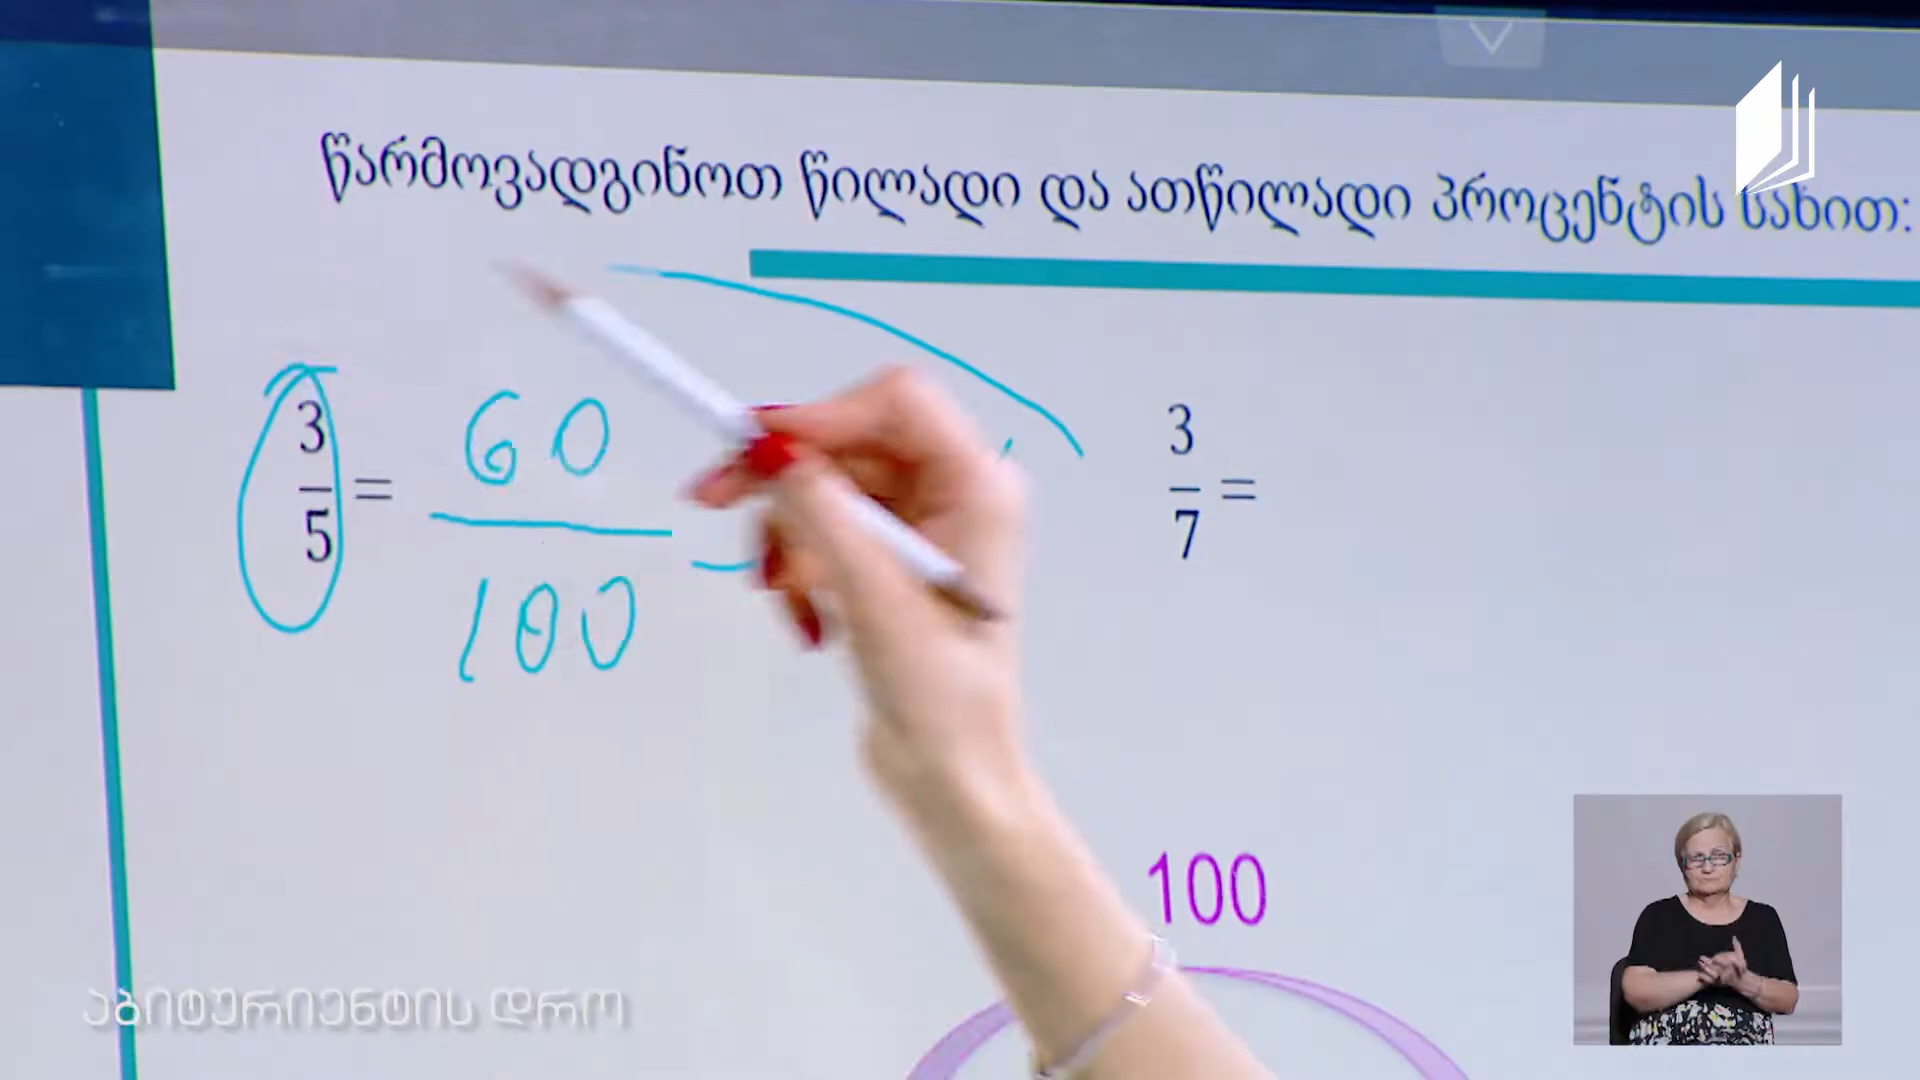 წარმოვადგინოთ წილადი და ათწილადი პროცენტის სახით:
3/5 = 60/100
3/7 =
100
აბიტურიენტის დრო